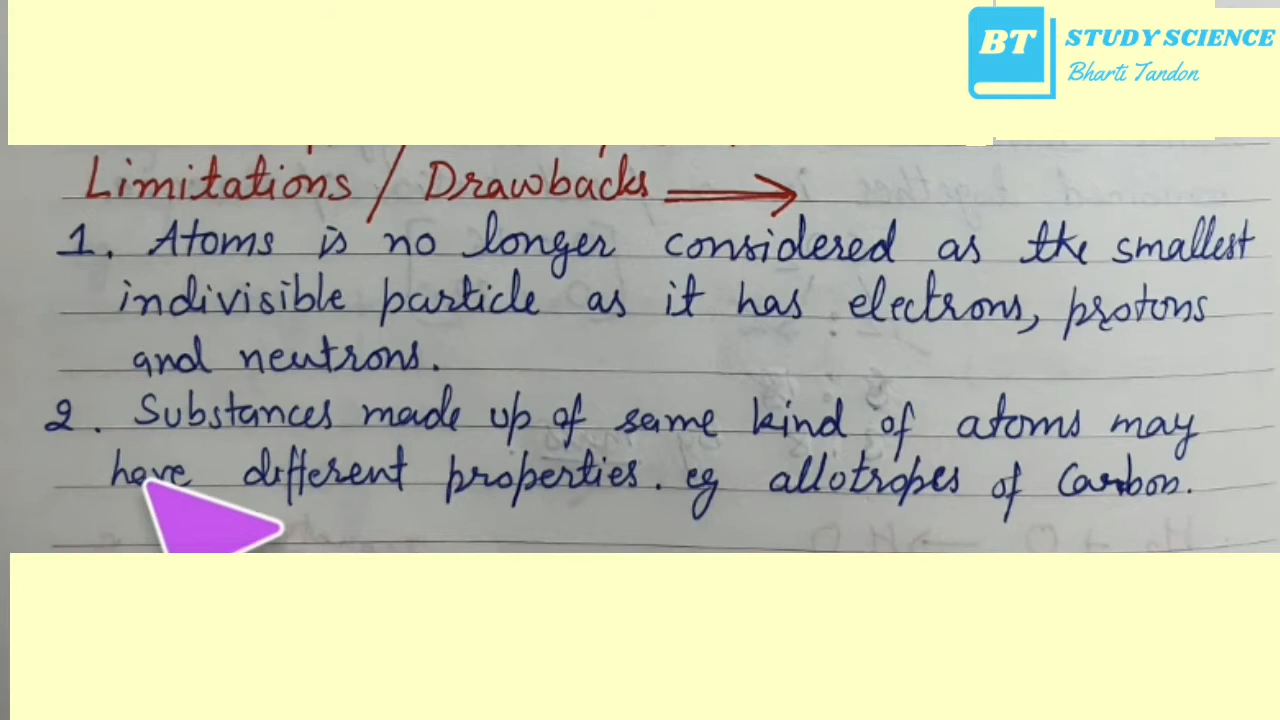 BT
STUDY SCIENCE
Bharti Tandon
Limitations / Drawbacks
1. Atoms is no longer considered as the smallest
indivisible particle as it has electrons, protons
and neutrons.
2. Substances made up of same kind of atoms may
have different properties. eg allotropes of Carbon.